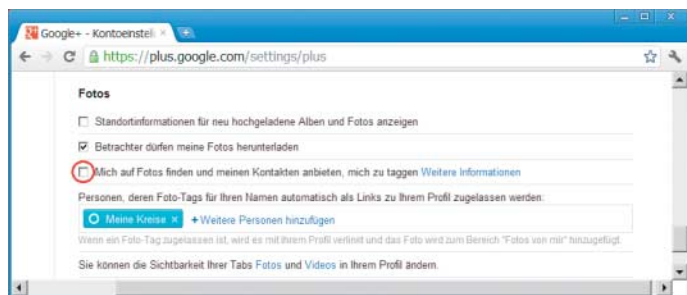 Google+ - Kontoeinstell
https://plus.google.com/settings/plus
Fotos
Standortinformationen für neu hochgeladene Alben und Fotos anzeigen
Betrachter dürfen meine Fotos herunterladen
Mich auf Fotos finden und meinen Kontakten anbieten, mich zu taggen Weitere Informationen
Personen, deren Foto-Tags für Ihren Namen automatisch als Links zu Ihrem Profil zugelassen werden:
Meine Kreise × +Weitere Personen hinzufügen
Wenn ein Foto-Tag zugelassen ist, wird es mit Ihrem Profil verlinkt und das Foto wird zum Bereich "Fotos von mir" hinzugefügt.
Sie können die Sichtbarkeit Ihrer Tabs Fotos und Videos in Ihrem Profil ändern.